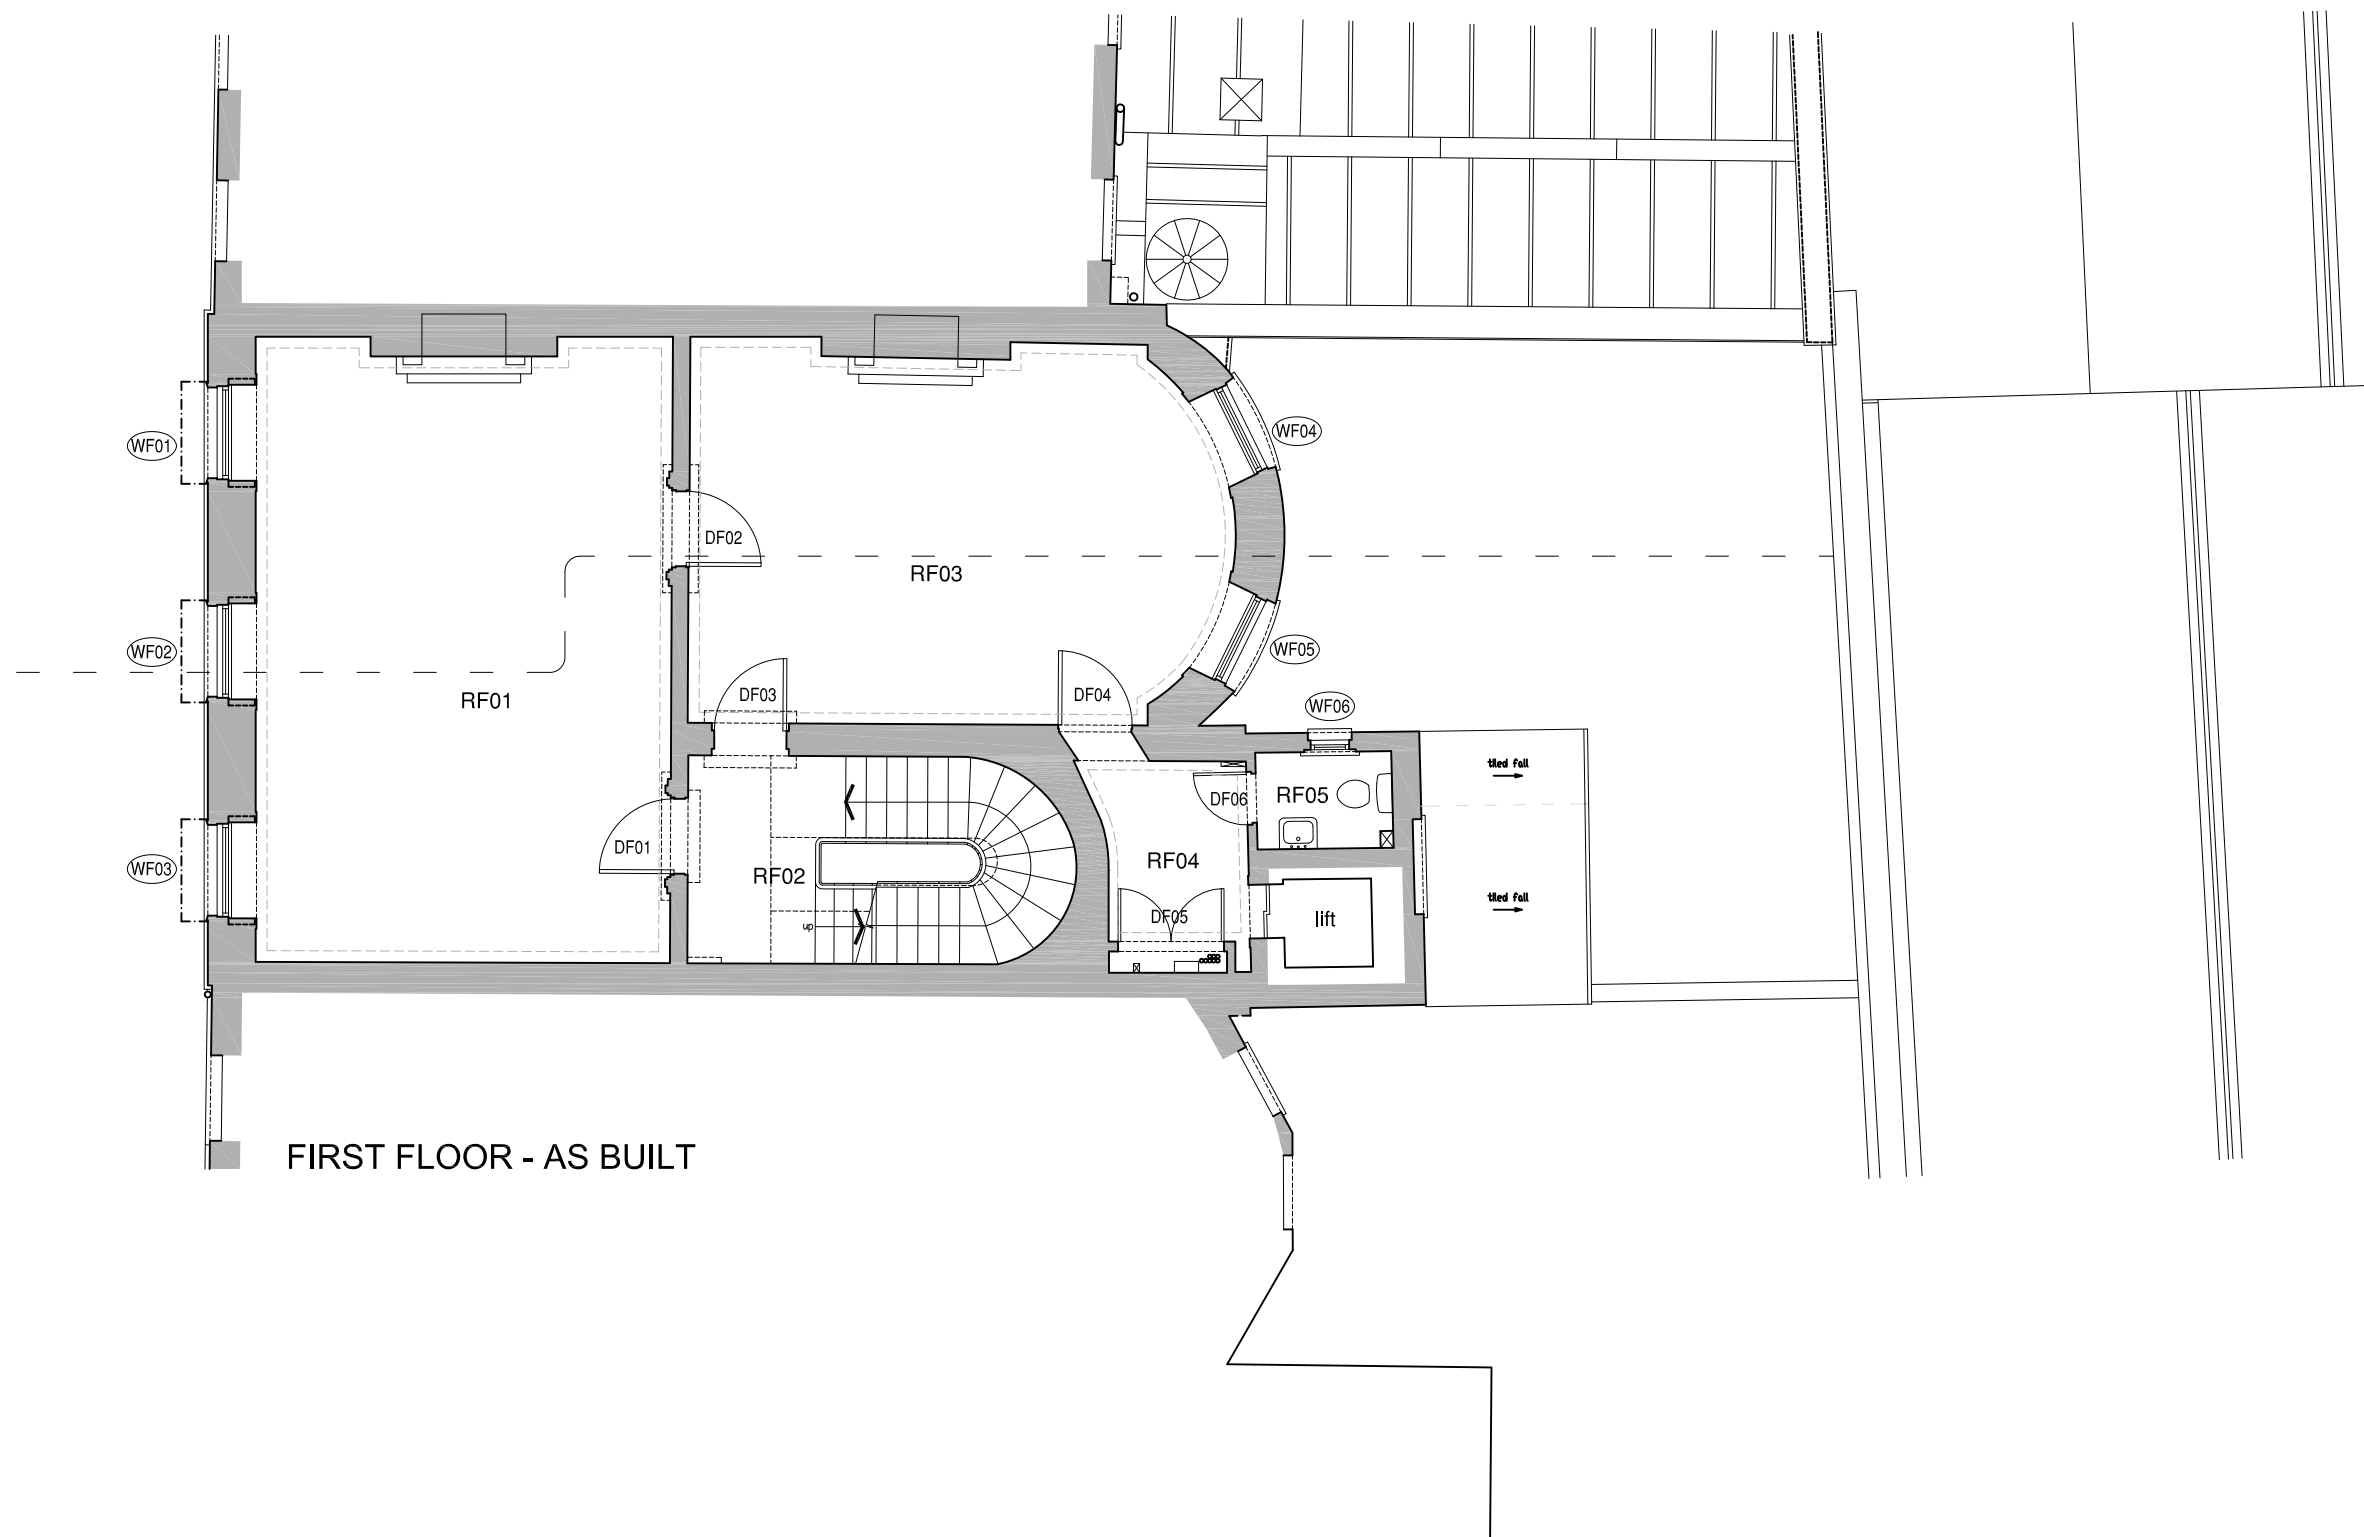 WF04
WF01
DF02
RF03
WF02
WF05
RF01
DF03
DF04
WF06
tiled fall
RF05
DF06
DF01
RF04
WF03
RF02
tiled fall
DF05
lift
up
FIRST FLOOR - AS BUILT